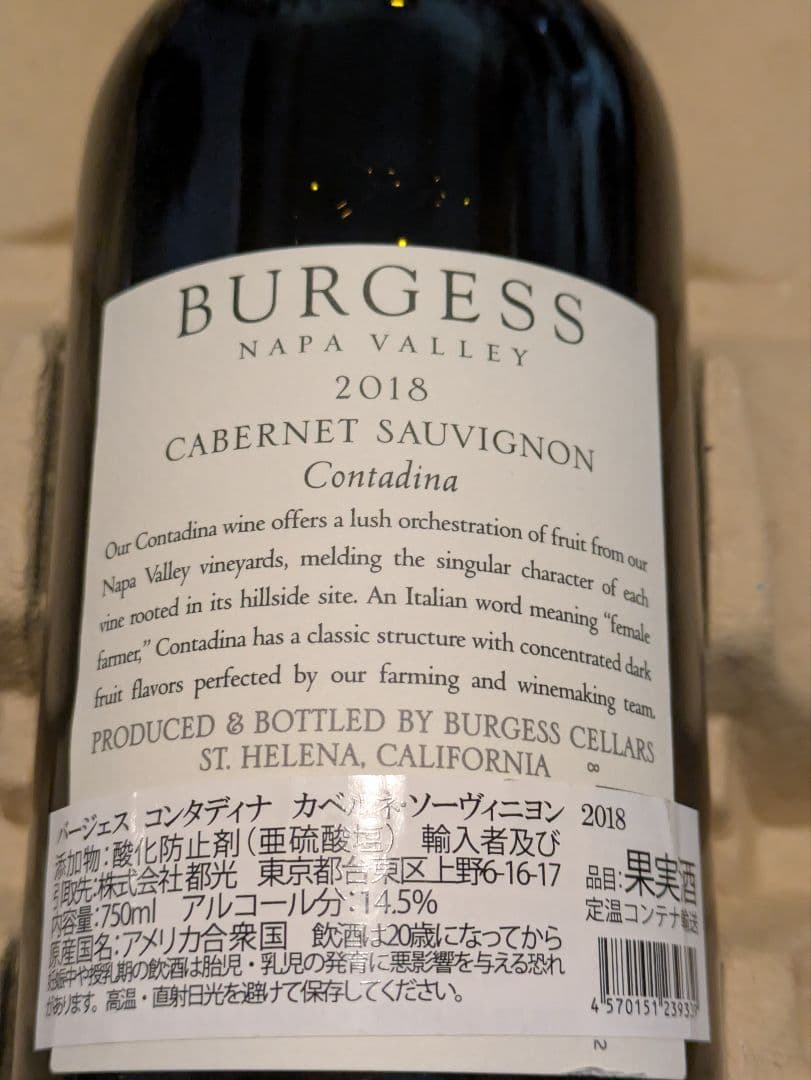 BURGESS
NAPA VALLEY
2018
CABERNET SAUVIGNON
Contadina
Our Contadina wine offers a lush orchestration of fruit from our
Napa Valley vineyards, melding the singular character of each
vine rooted in its hillside site. An Italian word meaning “female
farmer,” Contadina has a classic structure with concentrated dark
fruit flavors perfected by our farming and winemaking team.
PRODUCED & BOTTLED BY BURGESS CELLARS
ST. HELENA, CALIFORNIA
8
バージェス コンタディナ カベルネ・ソーヴィニヨン 2018
添加物:酸化防止剤(亜硫酸塩) 輸入者及び
引取先:株式会社都光 東京都台東区上野6-16-17
内容量:750ml アルコール分:14.5%
原産国名:アメリカ合衆国 飲酒は20歳になってから
妊娠中や授乳期の飲酒は胎児・乳児の発育に悪影響を与える恐れ
があります。高温・直射日光を避けて保存してください。
品目:果実酒
定温コンテナ輸送
4 570151 23933
2